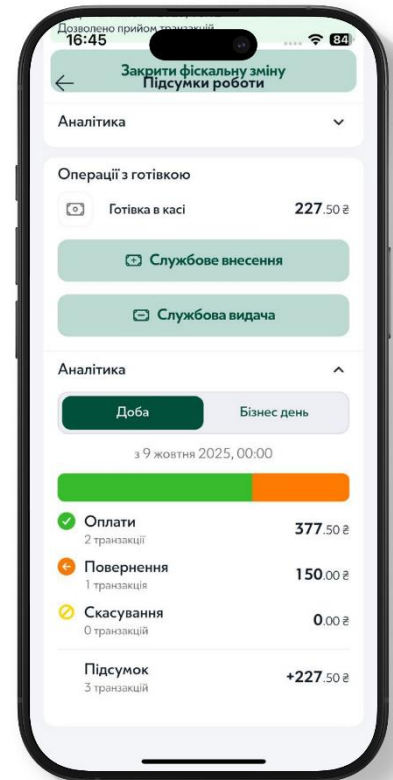 Дозволено прийом транзакцій
16:45
84
Закрити фіскальну зміну
Підсумки роботи
Аналітика
Операції з готівкою
Готівка в касі 227.50 ₴
Службове внесення
Службова видача
Аналітика
Доба Бізнес день
з 9 жовтня 2025, 00:00
Оплати 377.50 ₴
2 транзакції
Повернення 150.00 ₴
1 транзакція
Скасування 0.00 ₴
0 транзакцій
Підсумок +227.50 ₴
3 транзакцій